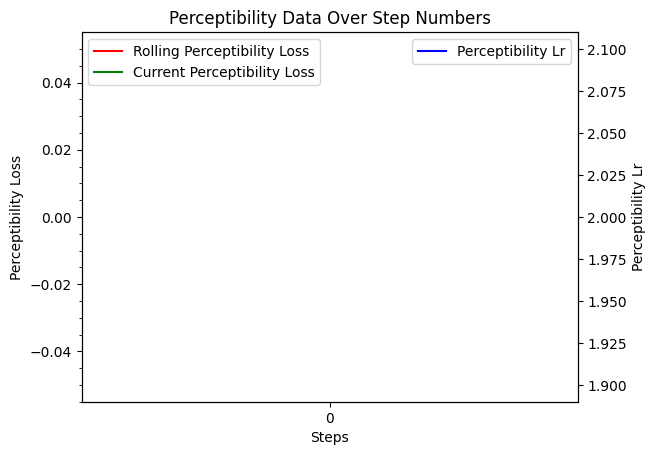 Perceptibility Data Over Step Numbers
Rolling Perceptibility Loss
Current Perceptibility Loss
Perceptibility Lr
0.04
0.02
0.00
−0.02
−0.04
Perceptibility Loss
2.100
2.075
2.050
2.025
2.000
1.975
1.950
1.925
1.900
Perceptibility Lr
0
Steps